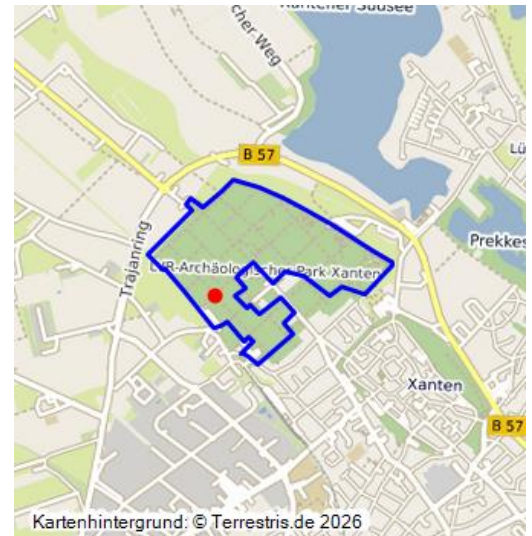 Xantener Südsee
cher Weg
B 57
Lü
Trajanring
Prekkes
LVR-Archäologischer Park Xanten
Xanten
B 57
Kartenhintergrund: © Terrestris.de 2026